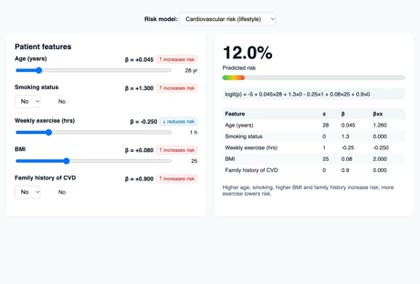 Risk model: Cardiovascular risk (lifestyle)
Patient features
Age (years) β = +0.045 ↑ increases risk
28 yr
Smoking status β = +1.300 ↑ increases risk
No No
Weekly exercise (hrs) β = -0.250 ↓ reduces risk
1 h
BMI β = +0.080 ↑ increases risk
25
Family history of CVD β = +0.900 ↑ increases risk
No No
12.0%
Predicted risk
logit(p) = -5 + 0.045×28 + 1.3×0 - 0.25×1 + 0.08×25 + 0.9×0
Feature x β β×x
Age (years) 28 0.045 1.260
Smoking status 0 1.3 0.000
Weekly exercise (hrs) 1 -0.25 -0.250
BMI 25 0.08 2.000
Family history of CVD 0 0.9 0.000
Higher age, smoking, higher BMI and family history increase risk, more
exercise lowers risk.